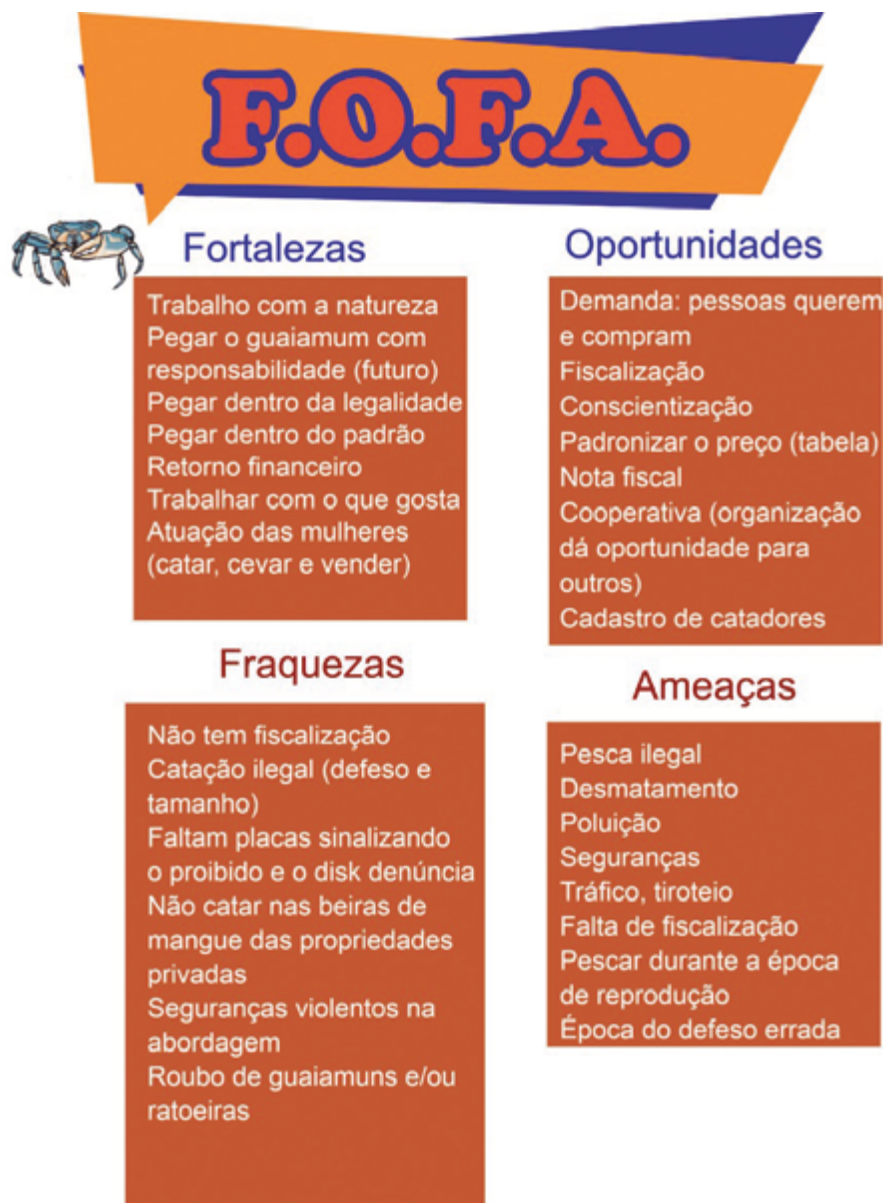 F.O.F.A.
Fortalezas
Trabalho com a natureza
Pegar o guaiamum com
responsabilidade (futuro)
Pegar dentro da legalidade
Pegar dentro do padrão
Retorno financeiro
Trabalhar com o que gosta
Atuação das mulheres
(catar, cevar e vender)
Oportunidades
Demanda: pessoas querem
e compram
Fiscalização
Conscientização
Padronizar o preço (tabela)
Nota fiscal
Cooperativa (organização
dá oportunidade para
outros)
Cadastro de catadores
Fraquezas
Não tem fiscalização
Catação ilegal (defeso e
tamanho)
Faltam placas sinalizando
o proibido e o disk denúncia
Não catar nas beiras de
mangue das propriedades
privadas
Seguranças violentos na
abordagem
Roubo de guaiamuns e/ou
ratoeiras
Ameaças
Pesca ilegal
Desmatamento
Poluição
Seguranças
Tráfico, tiroteio
Falta de fiscalização
Pescar durante a época
de reprodução
Época do defeso errada